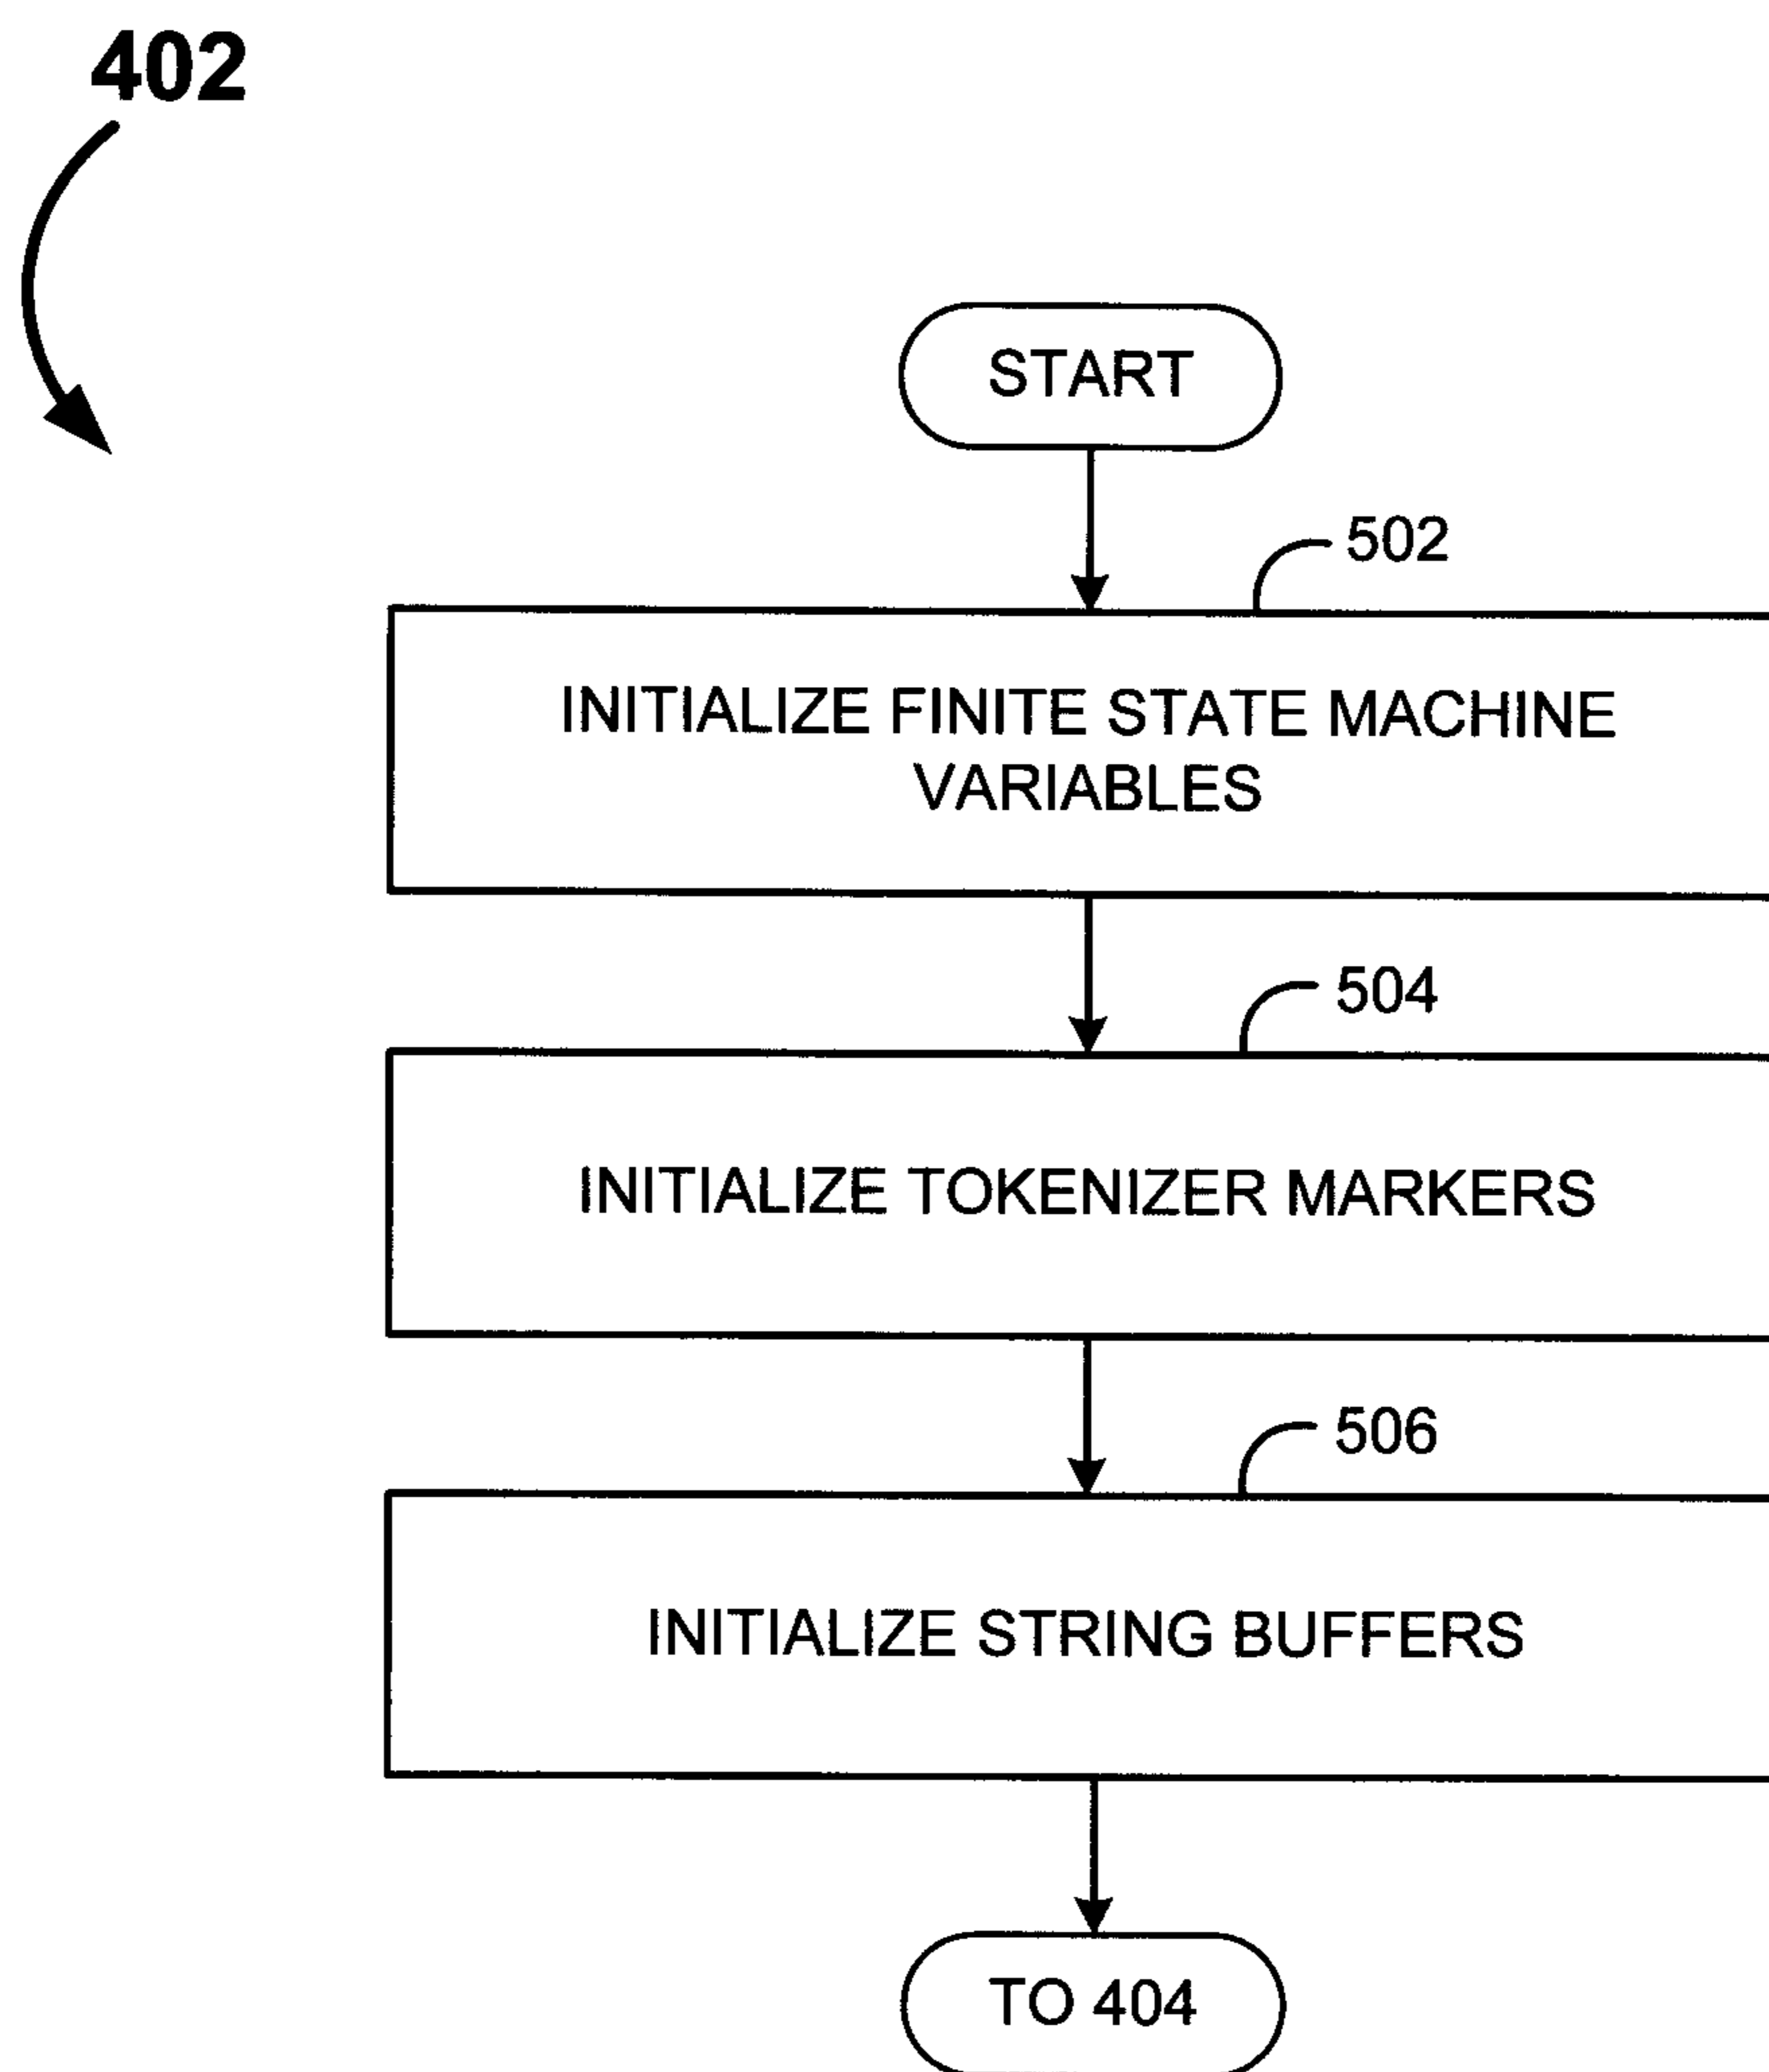 402
START
502
INITIALIZE FINITE STATE MACHINE
VARIABLES
504
INITIALIZE TOKENIZER MARKERS
506
INITIALIZE STRING BUFFERS
TO 404